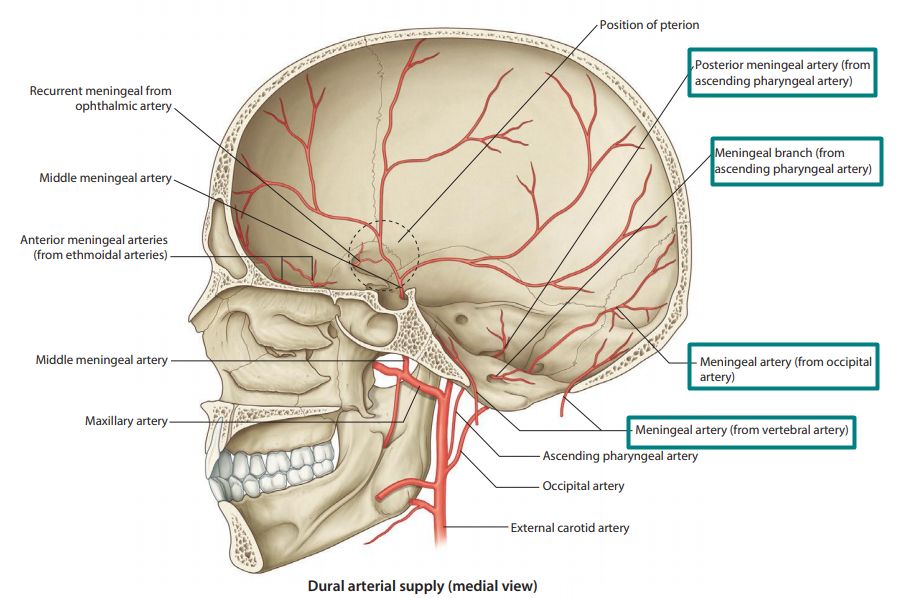 Position of pterion
Posterior meningeal artery (from
ascending pharyngeal artery)
Recurrent meningeal from
ophthalmic artery
Meningeal branch (from
ascending pharyngeal artery)
Middle meningeal artery
Anterior meningeal arteries
(from ethmoidal arteries)
Middle meningeal artery
Meningeal artery (from occipital
artery)
Maxillary artery
Meningeal artery (from vertebral artery)
Ascending pharyngeal artery
Occipital artery
External carotid artery
Dural arterial supply (medial view)